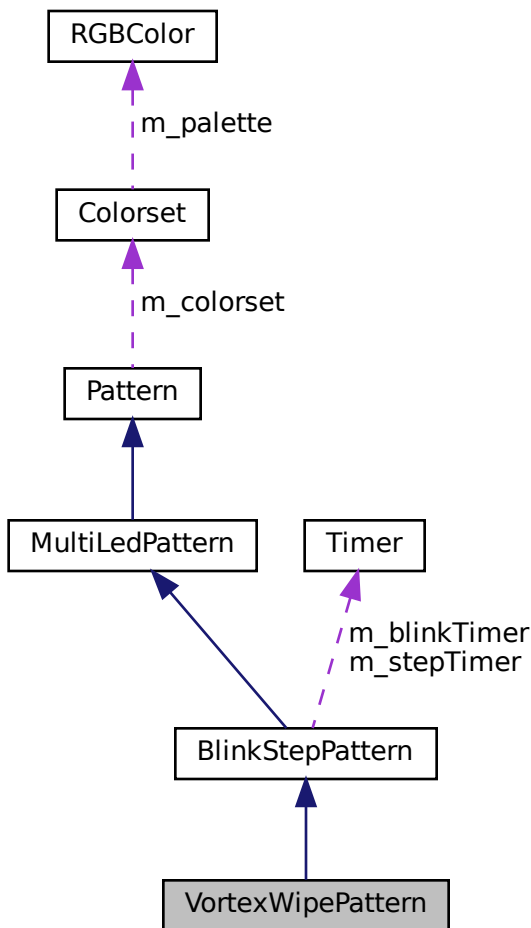 RGBColor
m_palette
Colorset
m_colorset
Pattern
MultiLedPattern
Timer
m_blinkTimer
m_stepTimer
BlinkStepPattern
VortexWipePattern